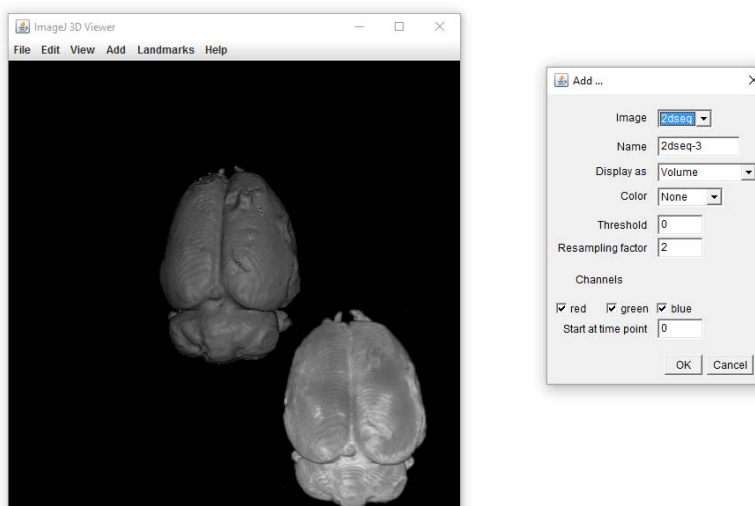 ImageJ 3D Viewer
File Edit View Add Landmarks Help
Add ...
Image 2dseq
Name 2dseq-3
Display as Volume
Color None
Threshold 0
Resampling factor 2
Channels
red green blue
Start at time point 0
OK Cancel